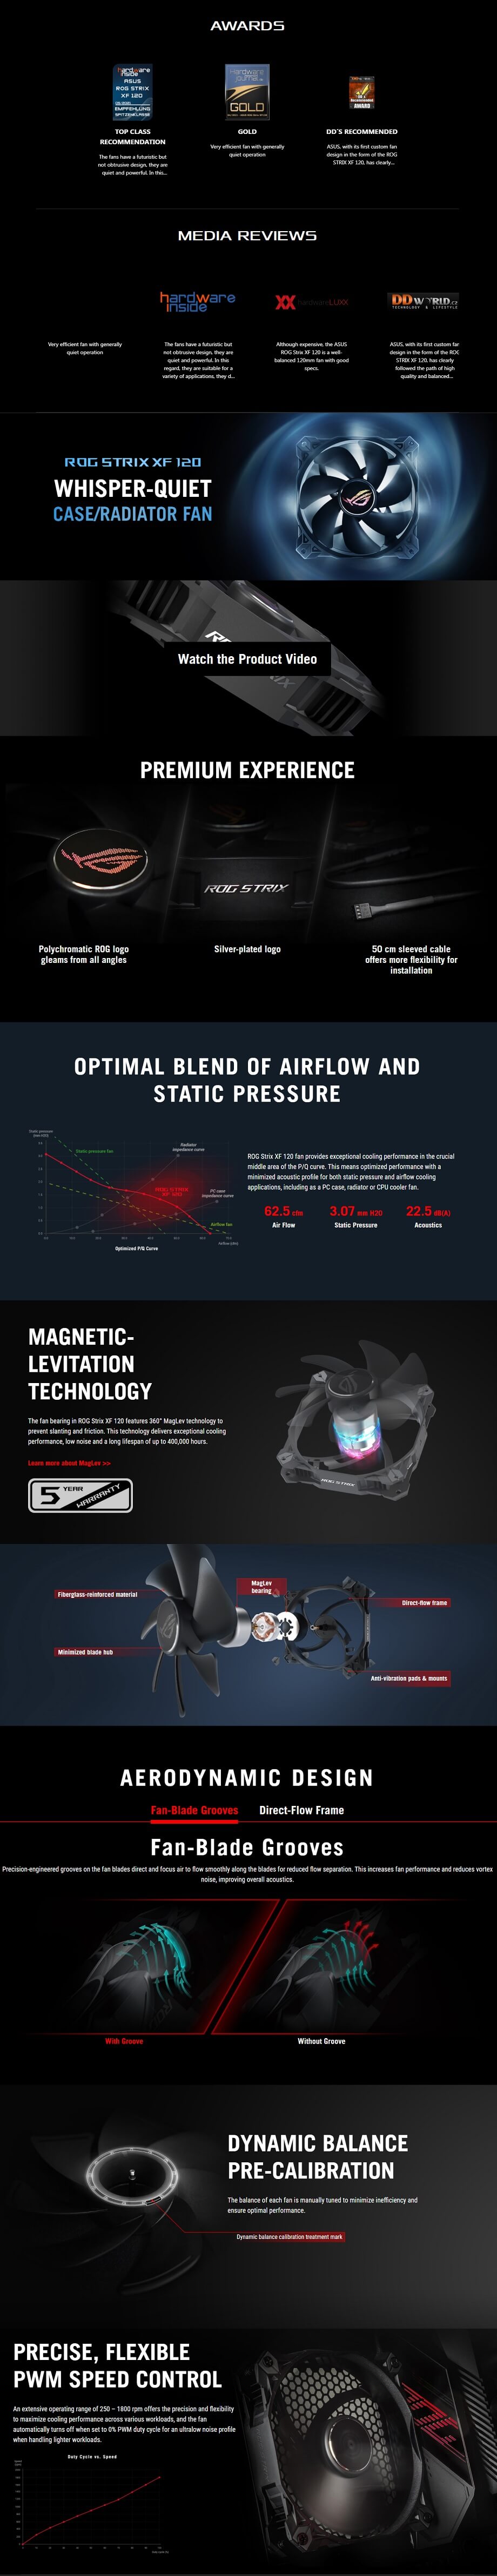 AWARDS
hardware
inside
ASUS
ROG STRIX
XF 120
EMPFEHLUNG
SPITZENKLASSE
hardware
journal
GOLD
Recommended
AWARD
TOP CLASS
RECOMMENDATION
GOLD
DD´S RECOMMENDED
The fans have a futuristic but
not obtrusive design, they are
quiet and powerful. In this...
Very efficient fan with generally
quiet operation
ASUS, with its first custom fan
design in the form of the ROG
STRIX XF 120, has clearly...
MEDIA REVIEWS
hardware
inside
hardwareLUXX
DDWORLD.CZ
TECHNOLOGY & LIFESTYLE
Very efficient fan with generally
quiet operation
The fans have a futuristic but
not obtrusive design, they are
quiet and powerful. In this
regard, they are suitable for a
variety of applications, they d...
Although expensive, the ASUS
ROG Strix XF 120 is a well-
balanced 120mm fan with good
specs.
ASUS, with its first custom far
design in the form of the ROC
STRIX XF 120, has clearly
followed the path of high
quality and balanced...
ROG STRIX XF 120
WHISPER-QUIET
CASE/RADIATOR FAN
Watch the Product Video
PREMIUM EXPERIENCE
ROG STRIX
Polychromatic ROG logo
gleams from all angles
Silver-plated logo
50 cm sleeved cable
offers more flexibility for
installation
OPTIMAL BLEND OF AIRFLOW AND
STATIC PRESSURE
Static pressure
(mm H2O)
Static pressure fan
Radiator
impedance curve
ROG STRIX
XF 120
PC case
impedance curve
Airflow fan
Airflow (cfm)
Optimized P/Q Curve
ROG Strix XF 120 fan provides exceptional cooling performance in the crucial
middle area of the P/Q curve. This means optimized performance with a
minimized acoustic profile for both static pressure and airflow cooling
applications, including as a PC case, radiator or CPU cooler fan.
62.5 cfm
Air Flow
3.07 mm H2O
Static Pressure
22.5 dB(A)
Acoustics
MAGNETIC-
LEVITATION
TECHNOLOGY
The fan bearing in ROG Strix XF 120 features 360° MagLev technology to
prevent slanting and friction. This technology delivers exceptional cooling
performance, low noise and a long lifespan of up to 400,000 hours.
Learn more about MagLev >>
5 YEAR WARRANTY
ROG STRIX
Fiberglass-reinforced material
MagLev
bearing
Direct-flow frame
Minimized blade hub
Anti-vibration pads & mounts
AERODYNAMIC DESIGN
Fan-Blade Grooves
Direct-Flow Frame
Fan-Blade Grooves
Precision-engineered grooves on the fan blades direct and focus air to flow smoothly along the blades for reduced flow separation. This increases fan performance and reduces vortex
noise, improving overall acoustics.
With Groove
Without Groove
DYNAMIC BALANCE
PRE-CALIBRATION
The balance of each fan is manually tuned to minimize inefficiency and
ensure optimal performance.
Dynamic balance calibration treatment mark
PRECISE, FLEXIBLE
PWM SPEED CONTROL
An extensive operating range of 250 – 1800 rpm offers the precision and flexibility
to maximize cooling performance across various workloads, and the fan
automatically turns off when set to 0% PWM duty cycle for an ultralow noise profile
when handling lighter workloads.
Duty Cycle vs. Speed